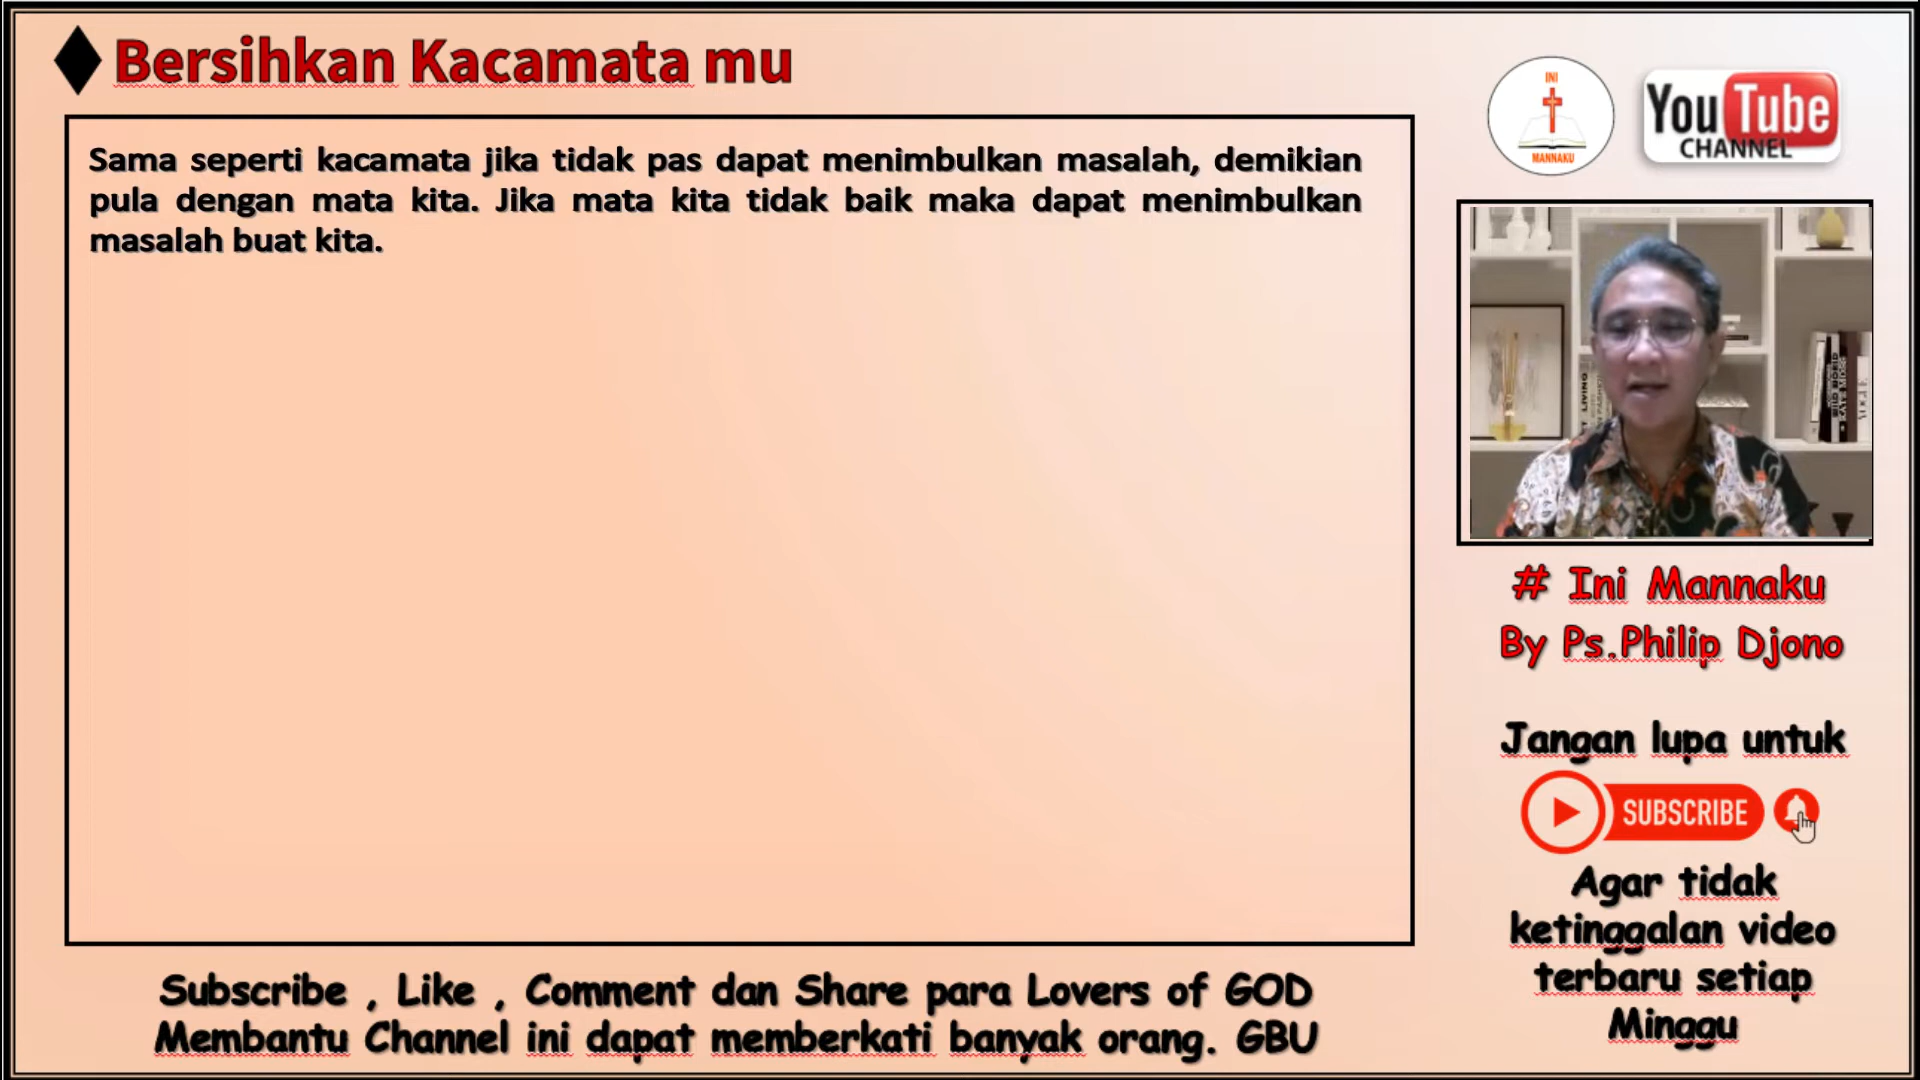 Bersihkan Kacamata mu
Sama seperti kacamata jika tidak pas dapat menimbulkan masalah, demikian
pula dengan mata kita. Jika mata kita tidak baik maka dapat menimbulkan
masalah buat kita.
INI
MANNAKU
YouTube
CHANNEL
LIVING
VOGUE
# Ini Mannaku
By Ps.Philip Djono
Jangan lupa untuk
SUBSCRIBE
Agar tidak
ketinggalan video
terbaru setiap
Minggu
Subscribe , Like , Comment dan Share para Lovers of GOD
Membantu Channel ini dapat memberkati banyak orang. GBU